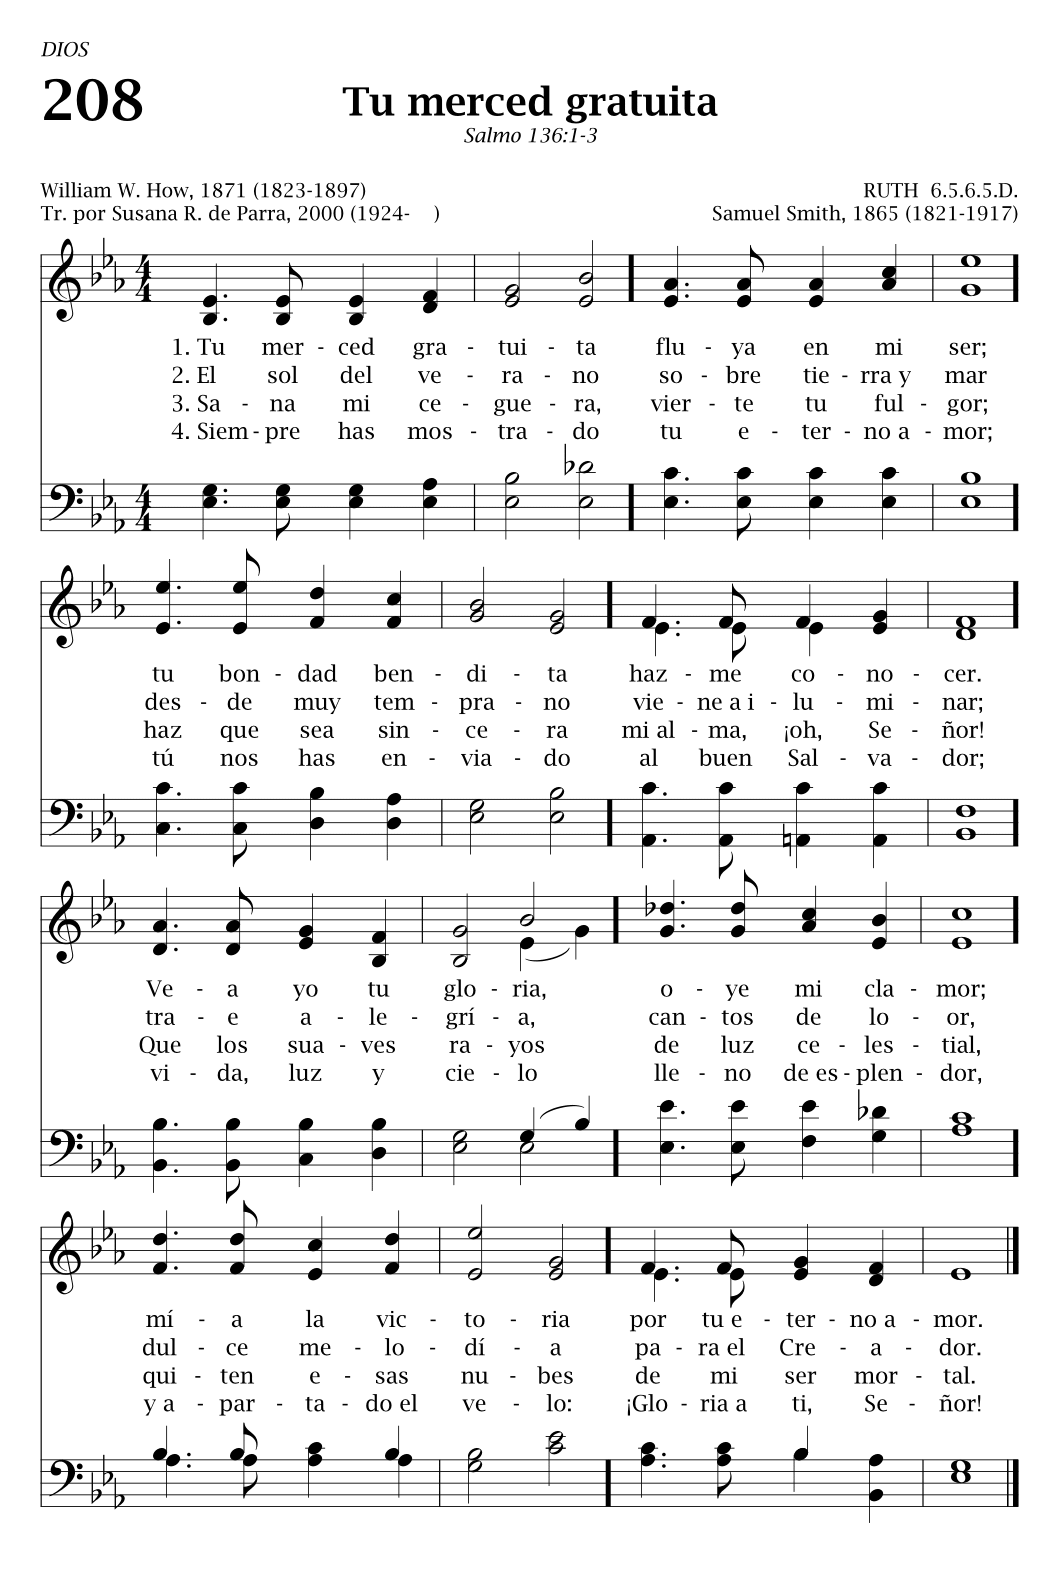 DIOS
208
Tu merced gratuita
Salmo 136:1-3
William W. How, 1871 (1823-1897)
RUTH 6.5.6.5.D.
Tr. por Susana R. de Parra, 2000 (1924-    )
Samuel Smith, 1865 (1821-1917)
1. Tu mer - ced gra - tui - ta flu - ya en mi ser;
2. El sol del ve - ra - no so - bre tie - rra y mar
3. Sa - na mi ce - gue - ra, vier - te tu ful - gor;
4. Siem - pre has mos - tra - do tu e - ter - no a - mor;
tu bon - dad ben - di - ta haz - me co - no - cer.
des - de muy tem - pra - no vie - ne a i - lu - mi - nar;
haz que sea sin - ce - ra mi al - ma, ¡oh, Se - ñor!
tú nos has en - via - do al buen Sal - va - dor;
Ve - a yo tu glo - ria, o - ye mi cla - mor;
tra - e a - le - grí - a, can - tos de lo - or,
Que los sua - ves ra - yos de luz ce - les - tial,
vi - da, luz y cie - lo lle - no de es - plen - dor,
mí - a la vic - to - ria por tu e - ter - no a - mor.
dul - ce me - lo - dí - a pa - ra el Cre - a - dor.
qui - ten e - sas nu - bes de mi ser mor - tal.
y a - par - ta - do el ve - lo: ¡Glo - ria a ti, Se - ñor!